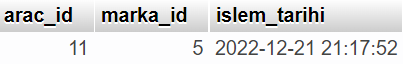 arac_id marka_id islem_tarihi
11 5 2022-12-21 21:17:52